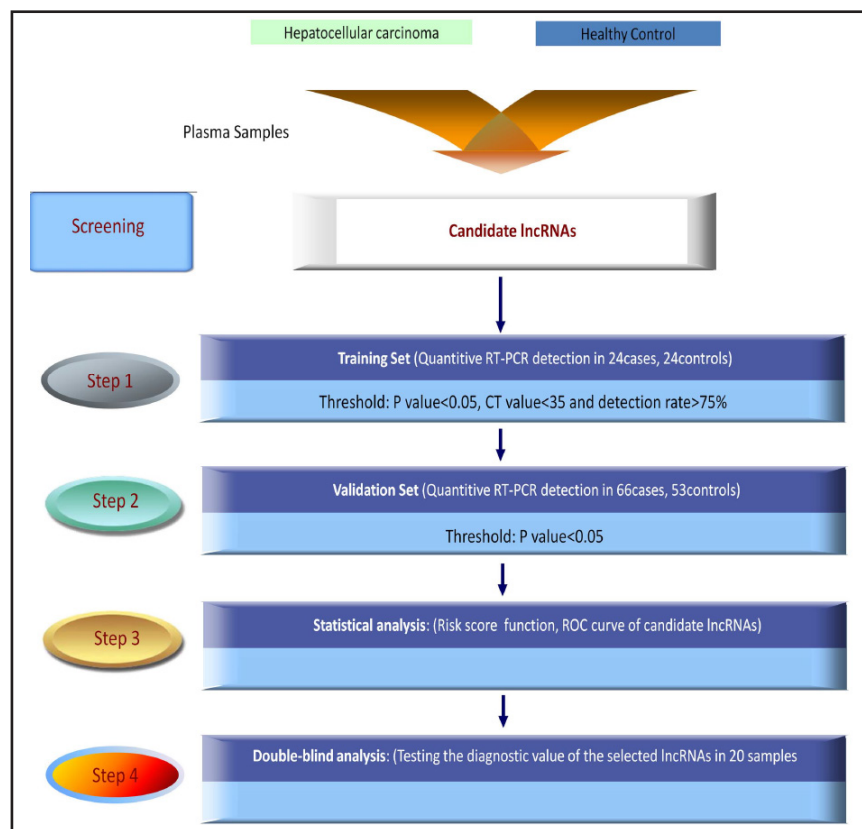 Hepatocellular carcinoma
Healthy Control
Plasma Samples
Screening
Candidate lncRNAs
Step 1
Training Set (Quantitive RT-PCR detection in 24cases, 24controls)
Threshold: P value<0.05, CT value<35 and detection rate>75%
Step 2
Validation Set (Quantitive RT-PCR detection in 66cases, 53controls)
Threshold: P value<0.05
Step 3
Statistical analysis: (Risk score function, ROC curve of candidate lncRNAs)
Step 4
Double-blind analysis: (Testing the diagnostic value of the selected lncRNAs in 20 samples